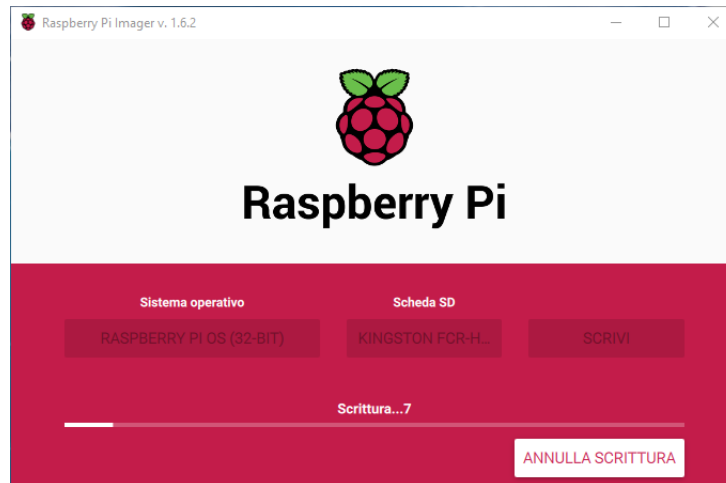 Raspberry Pi Imager v. 1.6.2
Raspberry Pi
Sistema operativo
Scheda SD
RASPBERRY PI OS (32-BIT)
KINGSTON FCR-H...
SCRIVI
Scrittura...7
ANNULLA SCRITTURA